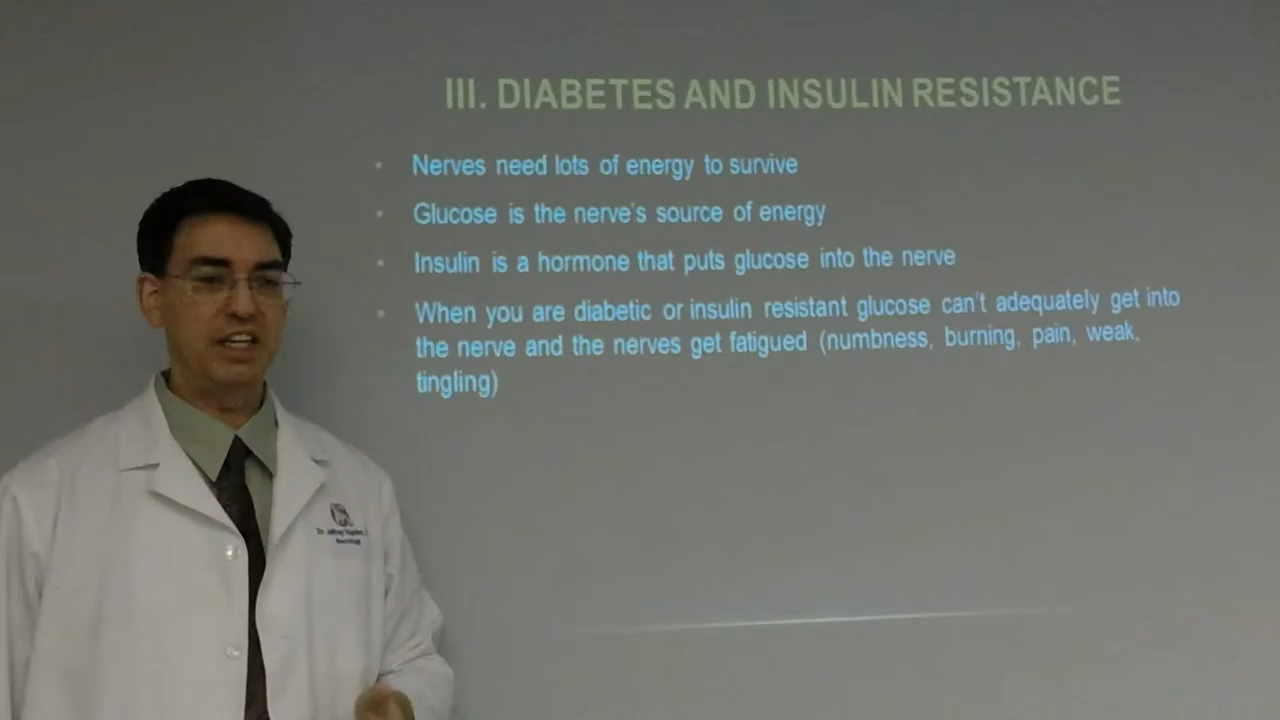 III. DIABETES AND INSULIN RESISTANCE
Nerves need lots of energy to survive
Glucose is the nerve's source of energy
Insulin is a hormone that puts glucose into the nerve
When you are diabetic or insulin resistant glucose can't adequately get into
the nerve and the nerves get fatigued (numbness, burning, pain, weak,
tingling)
Dr. Jeffrey